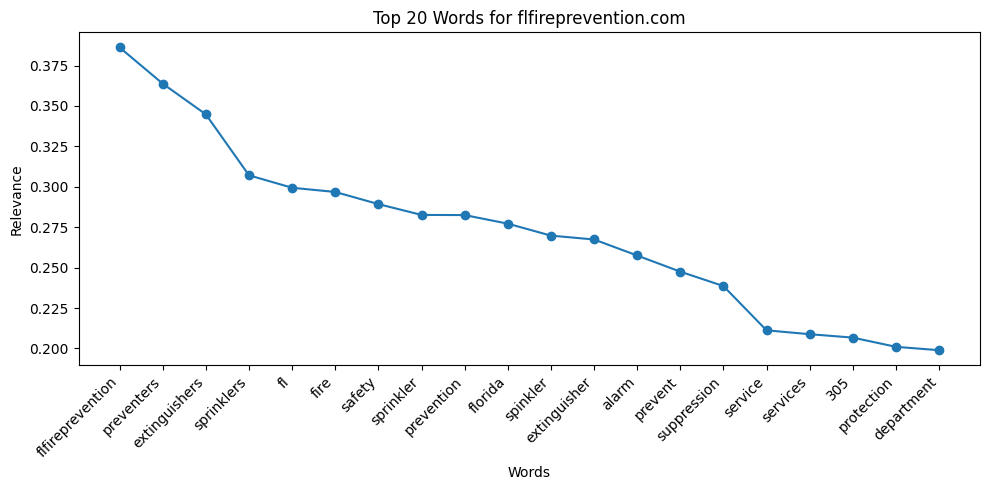 Top 20 Words for flfireprevention.com
Relevance
0.375
0.350
0.325
0.300
0.275
0.250
0.225
0.200
flfireprevention
preventers
extinguishers
sprinklers
fl
fire
safety
sprinkler
prevention
florida
spinkler
extinguisher
alarm
prevent
suppression
service
services
305
protection
department
Words